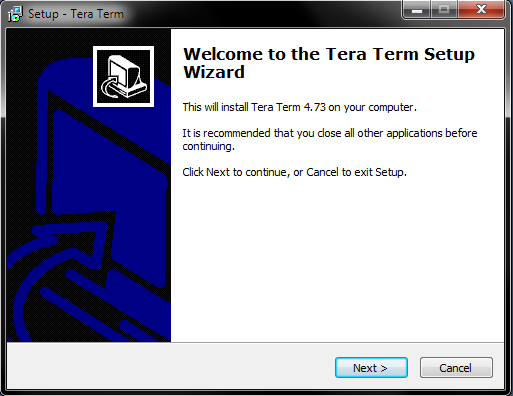 Setup - Tera Term
Welcome to the Tera Term Setup
Wizard
This will install Tera Term 4.73 on your computer.
It is recommended that you close all other applications before
continuing.
Click Next to continue, or Cancel to exit Setup.
Next >
Cancel